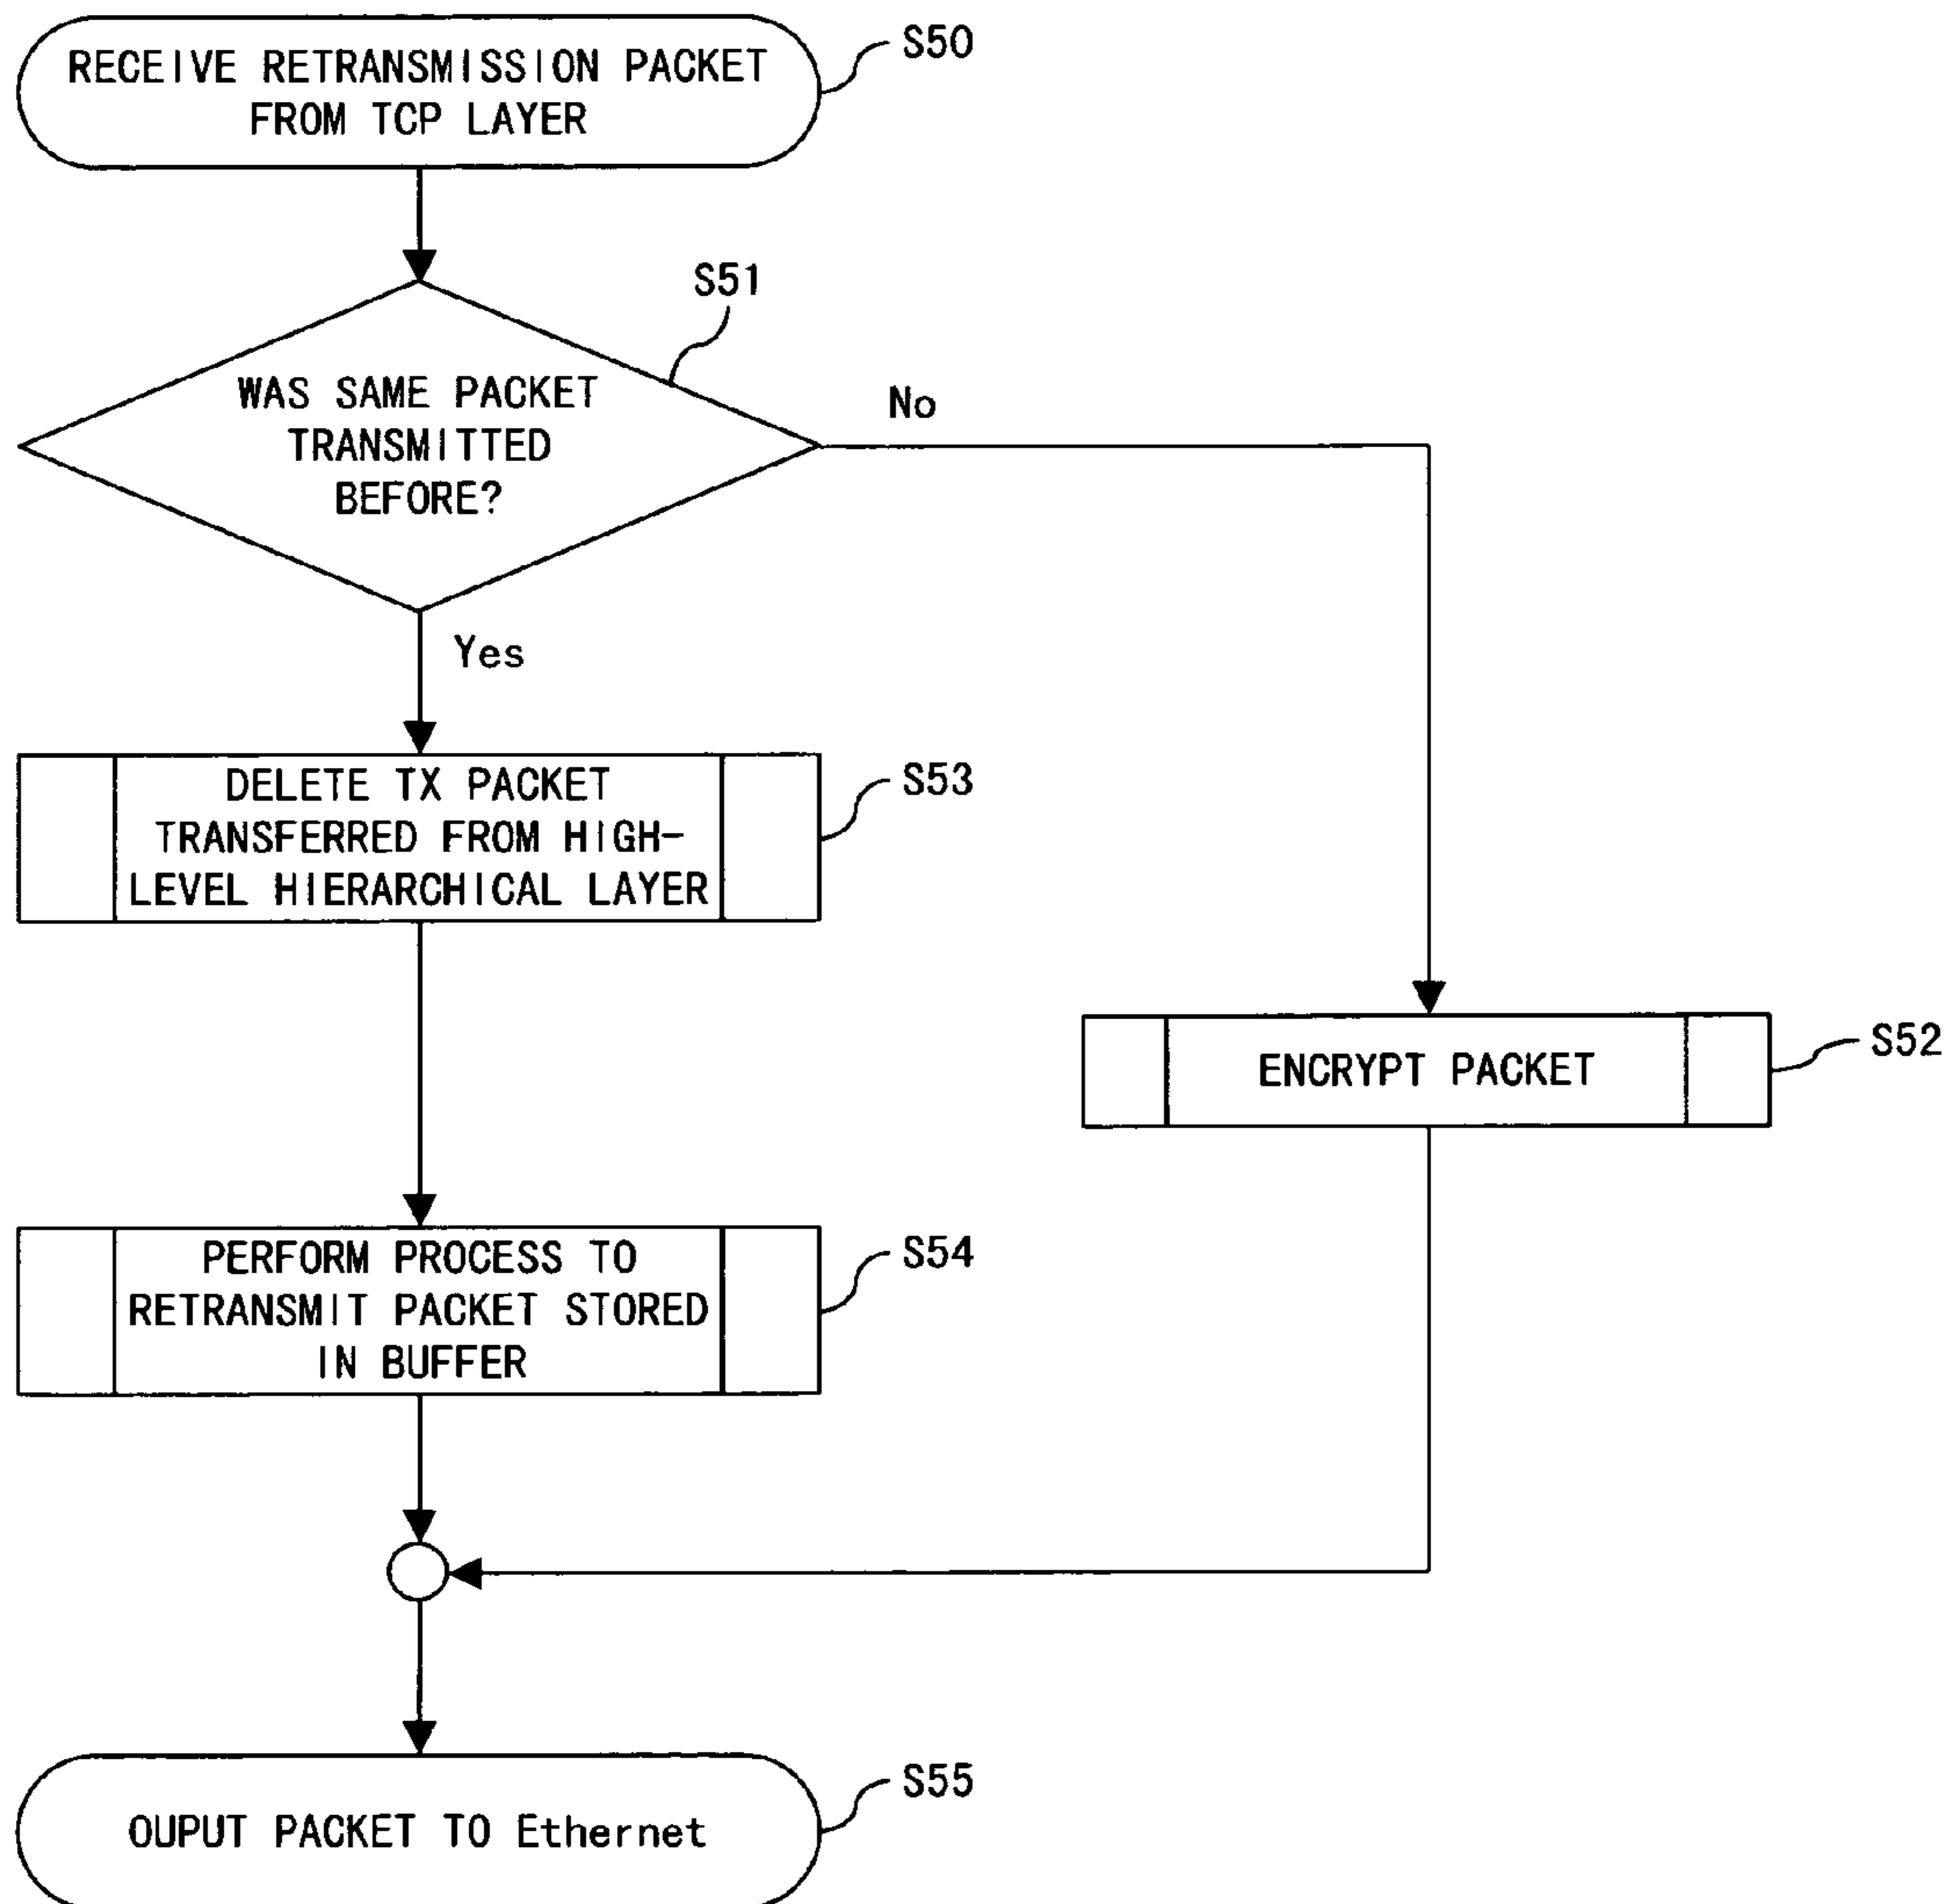 RECEIVE RETRANSMISSION PACKET
FROM TCP LAYER
S50
S51
WAS SAME PACKET
TRANSMITTED
BEFORE?
No
Yes
DELETE TX PACKET
TRANSFERRED FROM HIGH-
LEVEL HIERARCHICAL LAYER
S53
ENCRYPT PACKET
S52
PERFORM PROCESS TO
RETRANSMIT PACKET STORED
IN BUFFER
S54
OUPUT PACKET TO Ethernet
S55